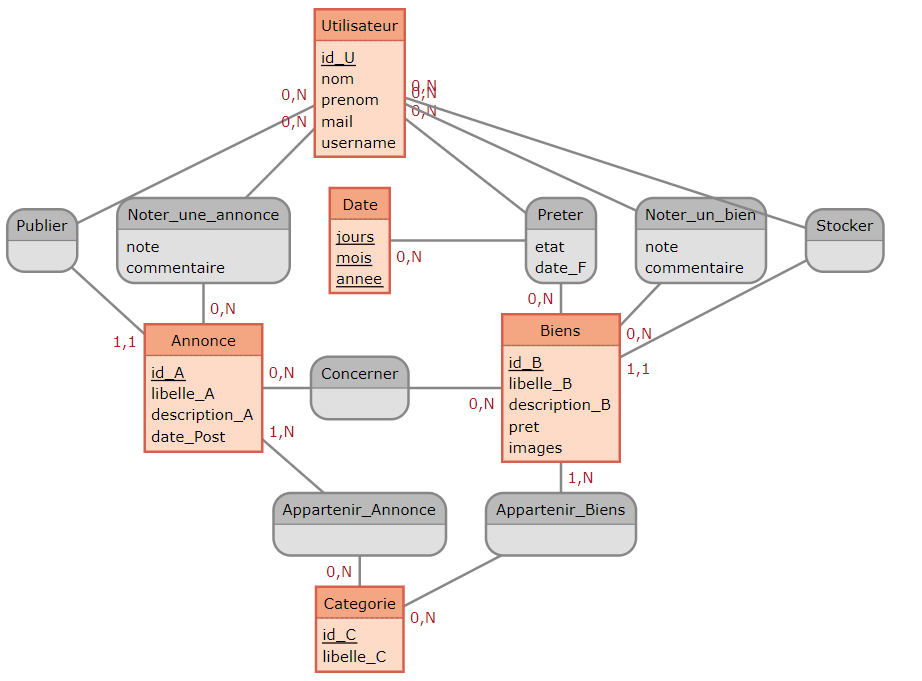 Utilisateur
id_U
nom
prenom
mail
username
0,N
0,N
0,N
0,N
0,N
Publier
Noter_une_annonce
note
commentaire
Date
jours
mois
annee
0,N
Preter
etat
date_F
Noter_un_bien
note
commentaire
Stocker
1,1
0,N
0,N
0,N
1,1
Annonce
id_A
libelle_A
description_A
date_Post
0,N
Concerner
0,N
Biens
id_B
libelle_B
description_B
pret
images
1,N
1,N
Appartenir_Annonce
Appartenir_Biens
0,N
0,N
Categorie
id_C
libelle_C